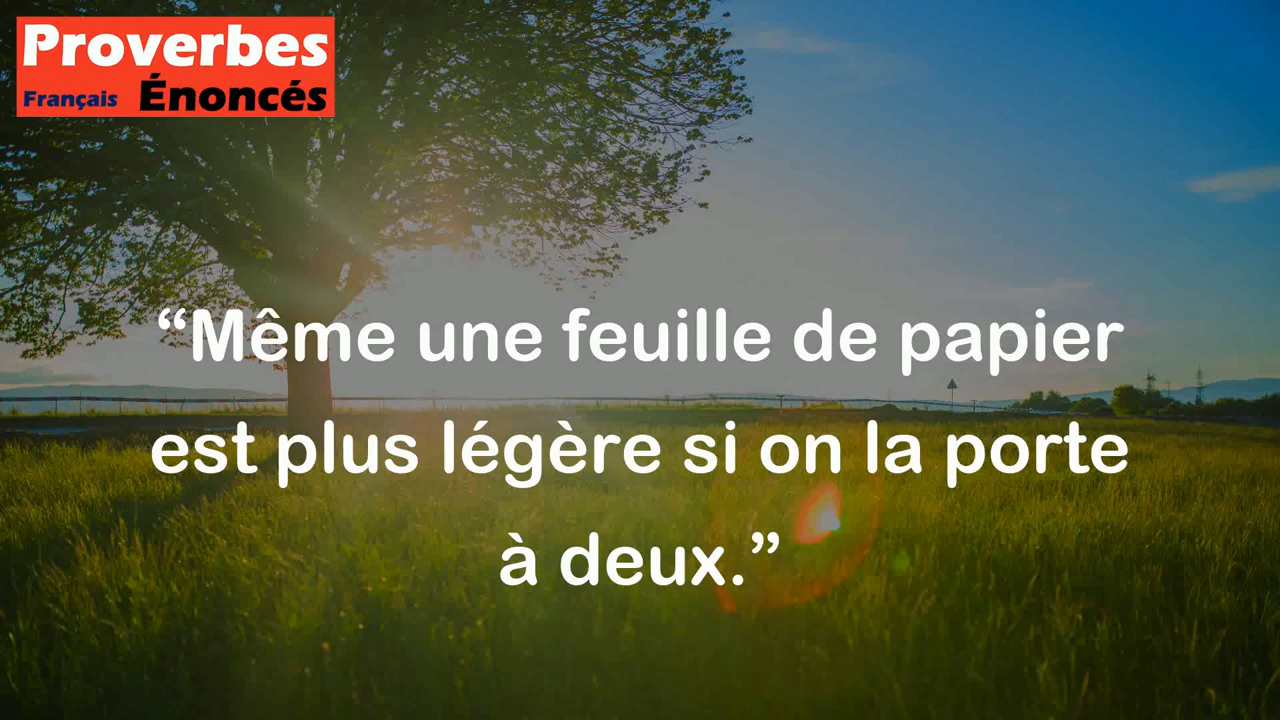 Proverbes
Français Énoncés
“Même une feuille de papier
est plus légère si on la porte
à deux.”